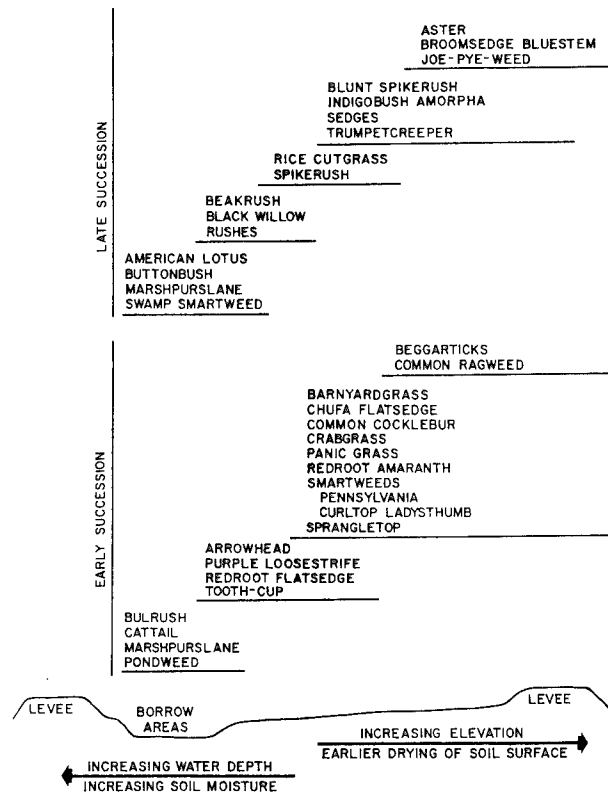 ASTER
BROOMSEDGE BLUESTEM
JOE-PYE-WEED
BLUNT SPIKERUSH
INDIGOBUSH AMORPHA
SEDGES
TRUMPETCREEPER
RICE CUTGRASS
SPIKERUSH
BEAKRUSH
BLACK WILLOW
RUSHES
AMERICAN LOTUS
BUTTONBUSH
MARSHPURSLANE
SWAMP SMARTWEED
LATE SUCCESSION
BEGGARTICKS
COMMON RAGWEED
BARNYARDGRASS
CHUFA FLATSEDGE
COMMON COCKLEBUR
CRABGRASS
PANIC GRASS
REDROOT AMARANTH
SMARTWEEDS
PENNSYLVANIA
CURLTOP LADYSTHUMB
SPRANGLETOP
ARROWHEAD
PURPLE LOOSESTRIFE
REDROOT FLATSEDGE
TOOTH-CUP
BULRUSH
CATTAIL
MARSHPURSLANE
PONDWEED
EARLY SUCCESSION
LEVEE
BORROW
AREAS
LEVEE
INCREASING ELEVATION
EARLIER DRYING OF SOIL SURFACE
INCREASING WATER DEPTH
INCREASING SOIL MOISTURE